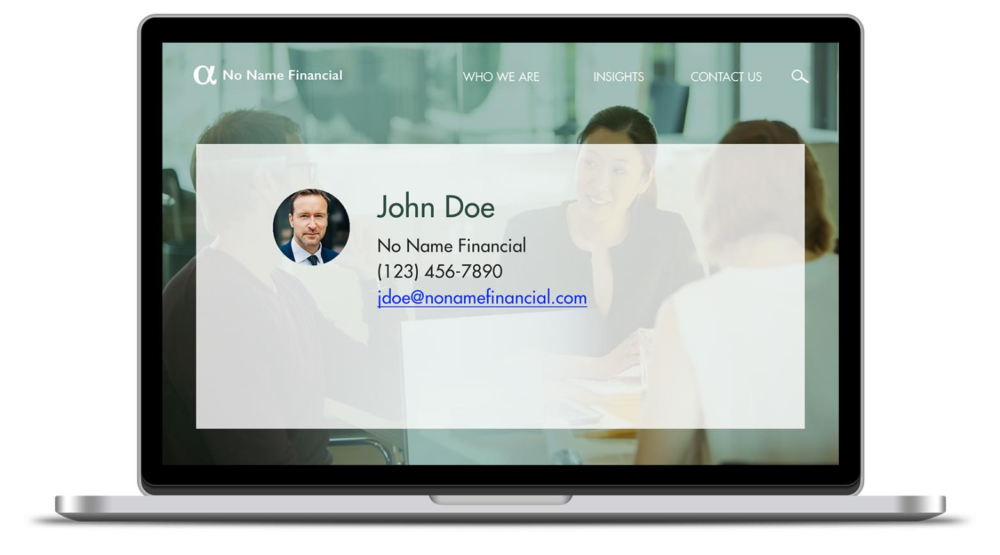 α No Name Financial
WHO WE ARE
INSIGHTS
CONTACT US
John Doe
No Name Financial
(123) 456-7890
jdoe@nonamefinancial.com